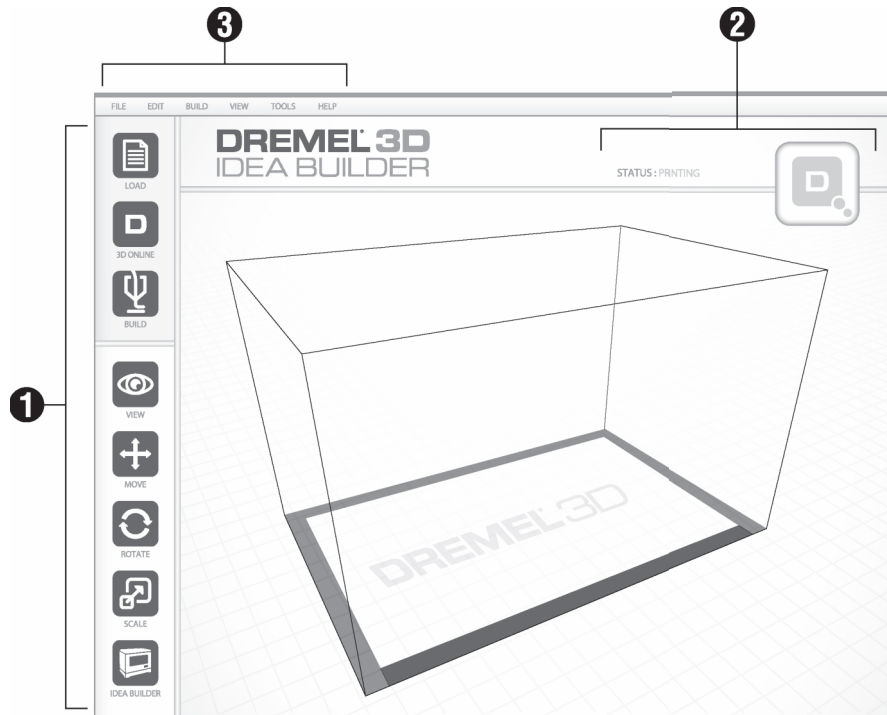 3
2
FILE EDIT BUILD VIEW TOOLS HELP
1
DREMEL 3D
IDEA BUILDER
STATUS : PRINTING
D
LOAD
D
3D ONLINE
BUILD
VIEW
MOVE
ROTATE
SCALE
IDEA BUILDER
DREMEL 3D